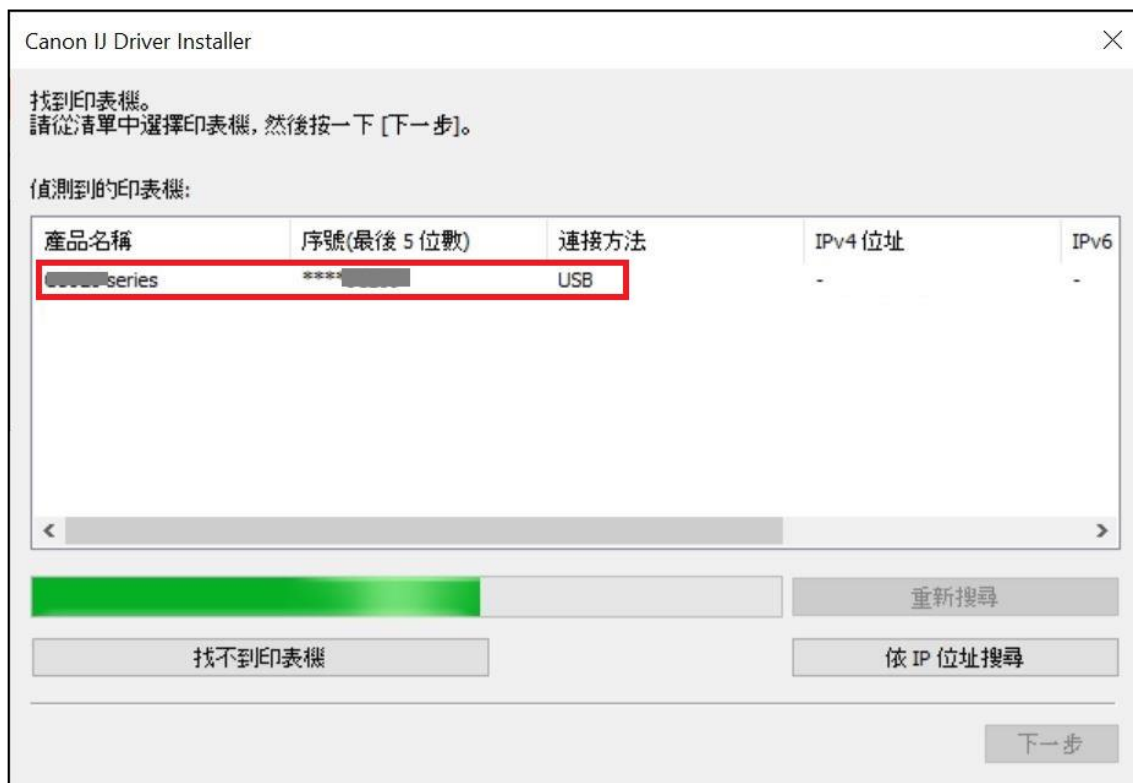 Canon IJ Driver Installer
找到印表機。
請從清單中選擇印表機, 然後按一下 [下一步]。
偵測到的印表機:
產品名稱 序號(最後 5 位數) 連接方法 IPv4 位址 IPv6
series **** USB - -
重新搜尋
找不到印表機 依 IP 位址搜尋
下一步